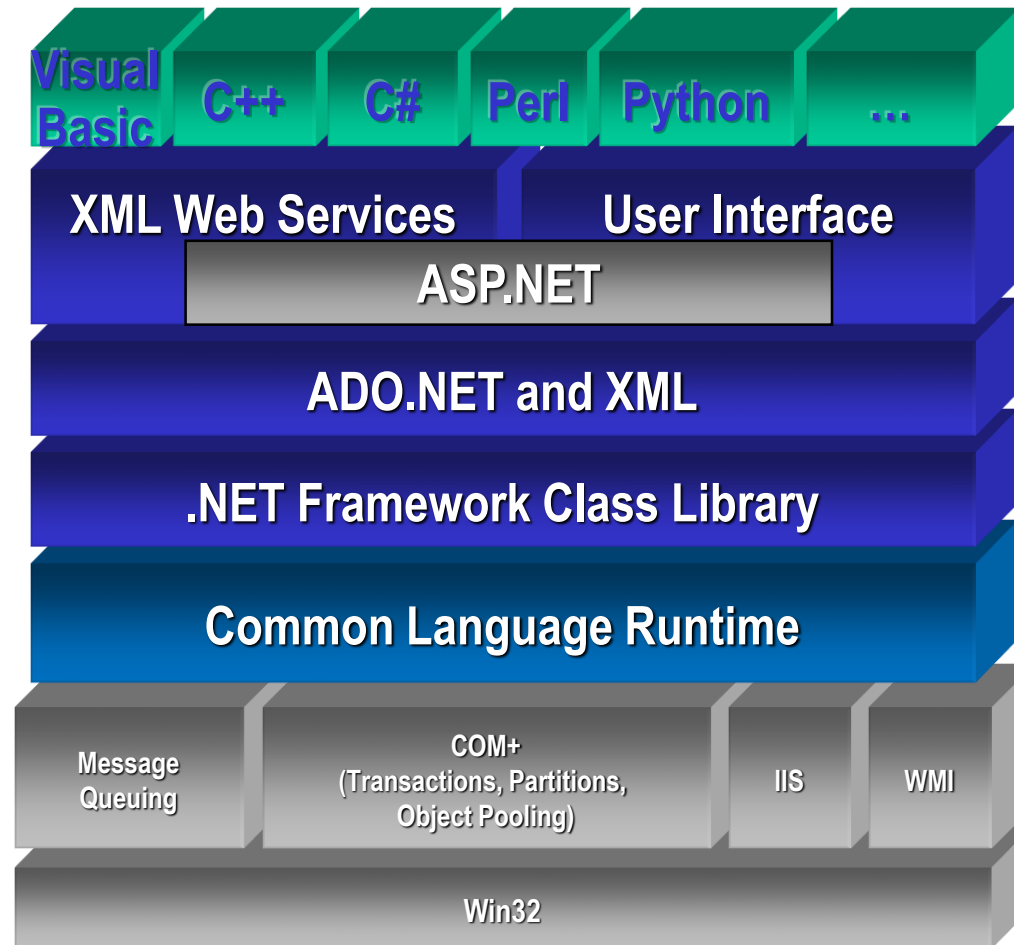 Visual
Basic
C++
C#
Perl
Python
...
XML Web Services
User Interface
ASP.NET
ADO.NET and XML
.NET Framework Class Library
Common Language Runtime
Message
Queuing
COM+
(Transactions, Partitions,
Object Pooling)
IIS
WMI
Win32